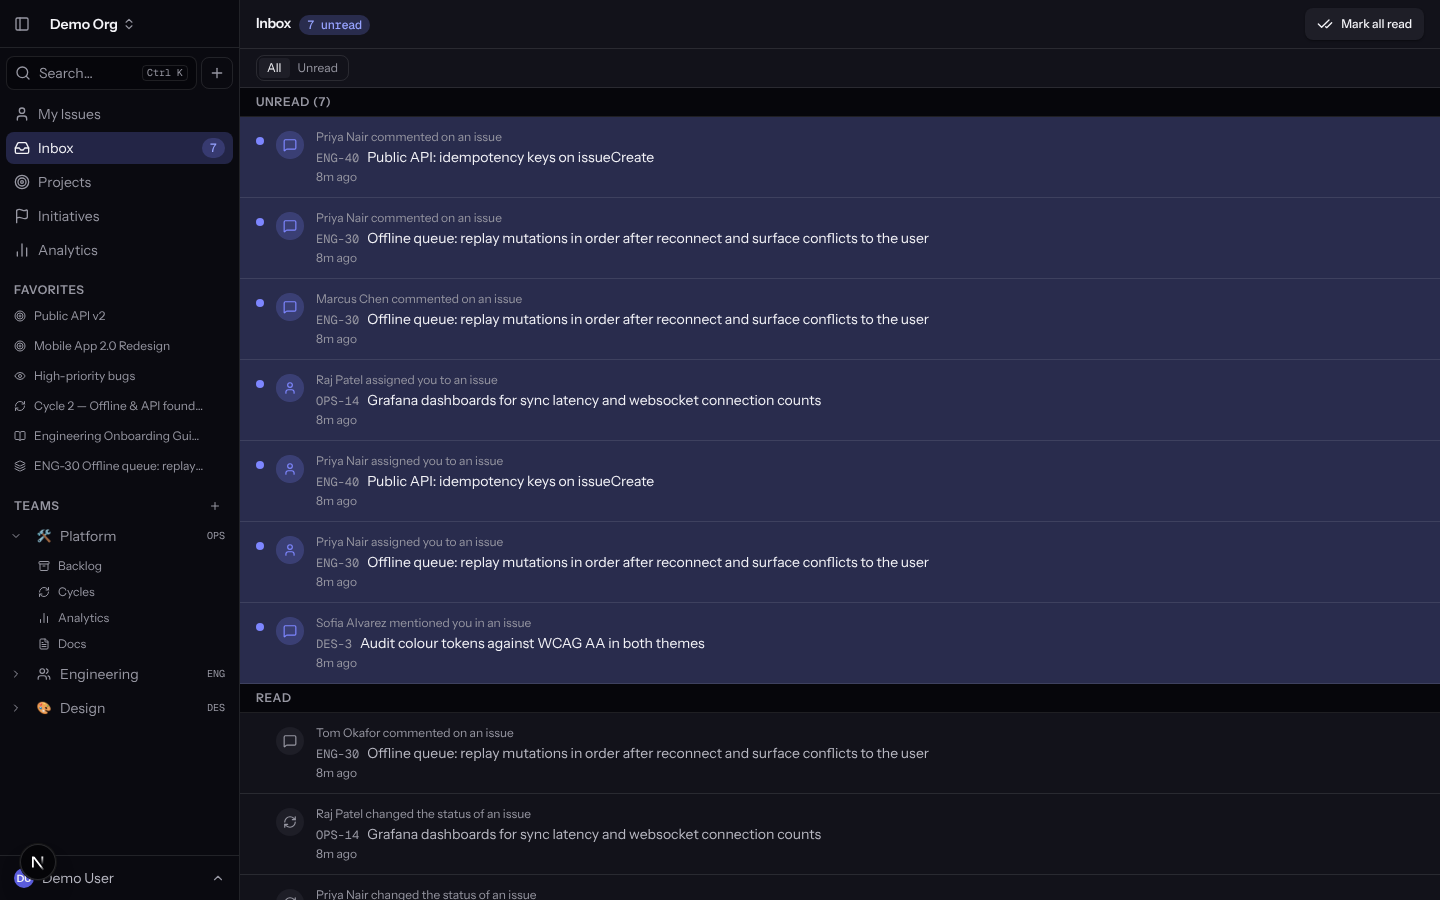 Demo Org
Search...
Ctrl K
My Issues
Inbox
7
Projects
Initiatives
Analytics
FAVORITES
Public API v2
Mobile App 2.0 Redesign
High-priority bugs
Cycle 2 — Offline & API found...
Engineering Onboarding Gui...
ENG-30 Offline queue: replay...
TEAMS
Platform
OPS
Backlog
Cycles
Analytics
Docs
Engineering
ENG
Design
DES
Demo User
Inbox
7 unread
Mark all read
All
Unread
UNREAD (7)
Priya Nair commented on an issue
ENG-40 Public API: idempotency keys on issueCreate
8m ago
Priya Nair commented on an issue
ENG-30 Offline queue: replay mutations in order after reconnect and surface conflicts to the user
8m ago
Marcus Chen commented on an issue
ENG-30 Offline queue: replay mutations in order after reconnect and surface conflicts to the user
8m ago
Raj Patel assigned you to an issue
OPS-14 Grafana dashboards for sync latency and websocket connection counts
8m ago
Priya Nair assigned you to an issue
ENG-40 Public API: idempotency keys on issueCreate
8m ago
Priya Nair assigned you to an issue
ENG-30 Offline queue: replay mutations in order after reconnect and surface conflicts to the user
8m ago
Sofia Alvarez mentioned you in an issue
DES-3 Audit colour tokens against WCAG AA in both themes
8m ago
READ
Tom Okafor commented on an issue
ENG-30 Offline queue: replay mutations in order after reconnect and surface conflicts to the user
8m ago
Raj Patel changed the status of an issue
OPS-14 Grafana dashboards for sync latency and websocket connection counts
8m ago
Priya Nair changed the status of an issue